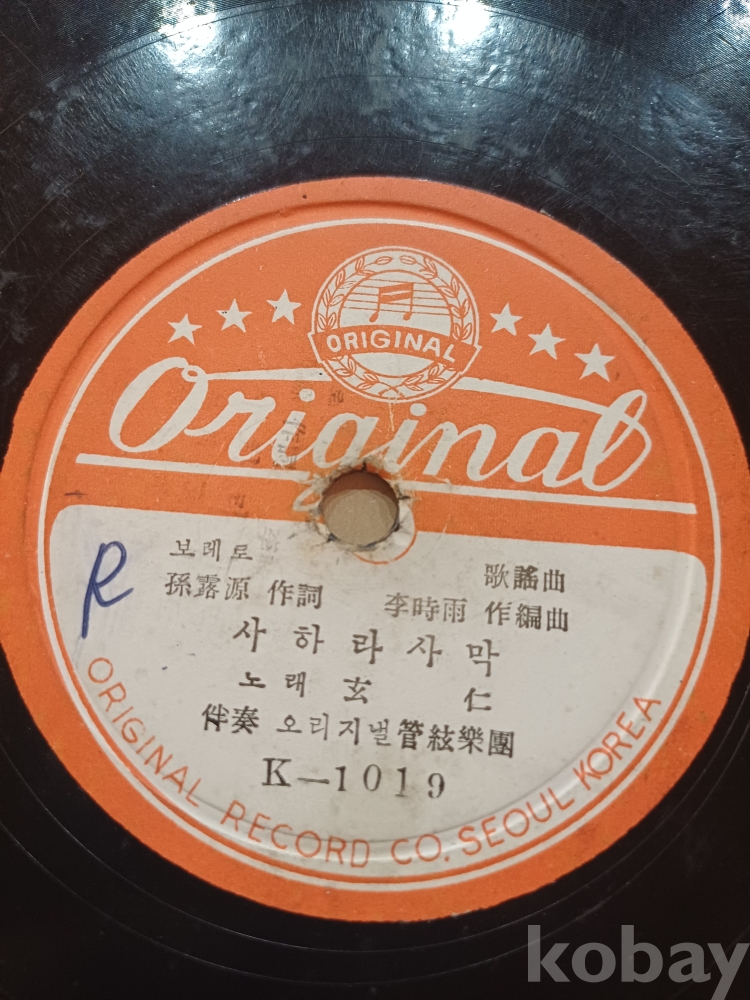 ORIGINAL
Original
R
보레로 歌謠曲
孫露源 作詞 李時雨 作編曲
사하라사막
노래 玄 仁
伴奏 오리지낼管絃樂團
K—1019
ORIGINAL RECORD CO. SEOUL KOREA
kobay